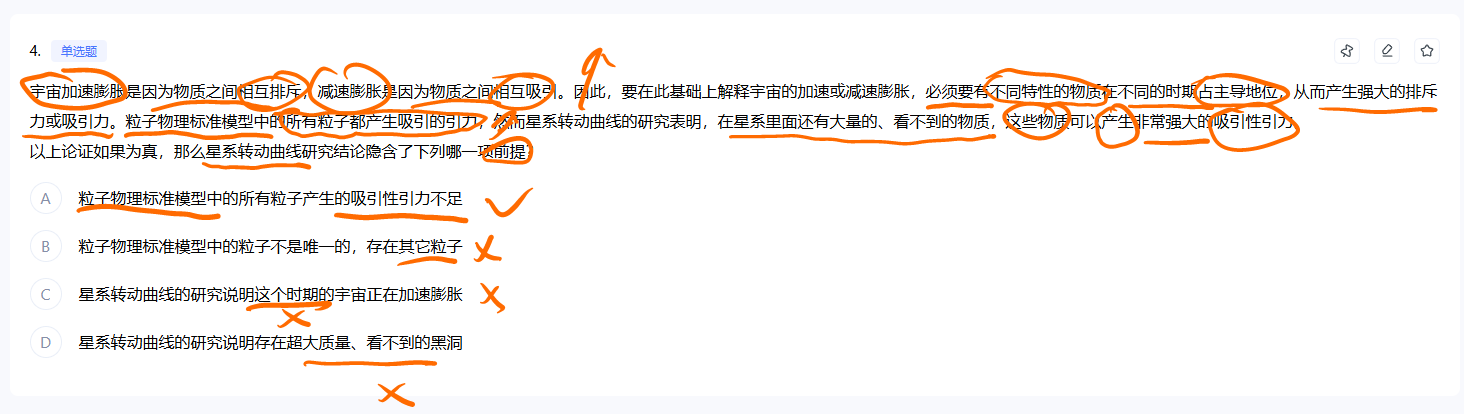 4. 单选题
宇宙加速膨胀是因为物质之间相互排斥，减速膨胀是因为物质之间相互吸引。因此，要在此基础上解释宇宙的加速或减速膨胀，必须要有不同特性的物质在不同的时期占主导地位，从而产生强大的排斥
力或吸引力。粒子物理标准模型中的所有粒子都产生吸引的引力，然而星系转动曲线的研究表明，在星系里面还有大量的、看不到的物质，这些物质可以产生非常强大的吸引性引力
以上论证如果为真，那么星系转动曲线研究结论隐含了下列哪一项前提？
A 粒子物理标准模型中的所有粒子产生的吸引性引力不足
B 粒子物理标准模型中的粒子不是唯一的，存在其它粒子
C 星系转动曲线的研究说明这个时期的宇宙正在加速膨胀
D 星系转动曲线的研究说明存在超大质量、看不到的黑洞